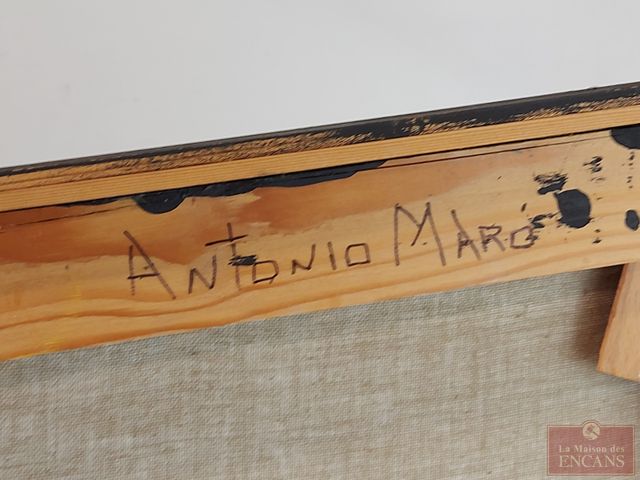 ANTONIO MARO
La Maison des
ENCANS